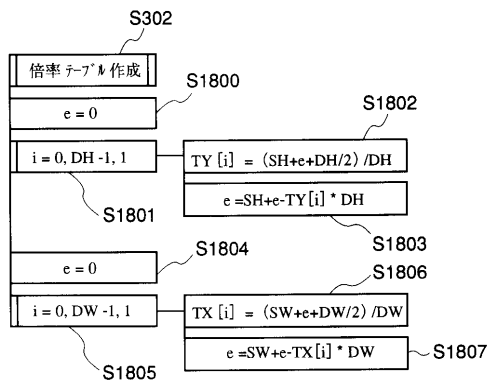 S302
倍率テーブル作成
S1800
e = 0
S1802
i = 0, DH -1, 1
TY [i] = (SH+e+DH/2) /DH
S1801
e =SH+e-TY[i] * DH
S1803
S1804
e = 0
S1806
i = 0, DW -1, 1
TX [i] = (SW+e+DW/2) /DW
S1805
e =SW+e-TX[i] * DW
S1807